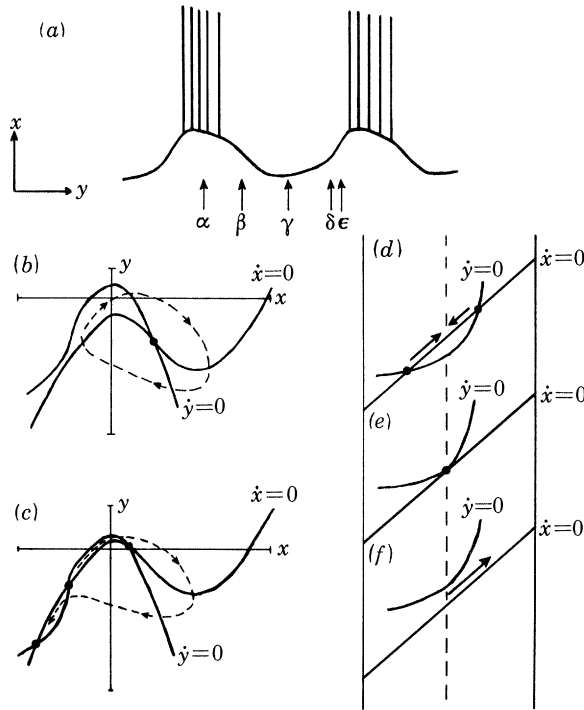 (a)
x
y
α
β
γ
δ
ϵ
(b)
y
ẋ=0
x
ẏ=0
(c)
y
ẋ=0
x
ẏ=0
(d)
ẏ=0
ẋ=0
(e)
ẏ=0
ẋ=0
(f)
ẏ=0
ẋ=0